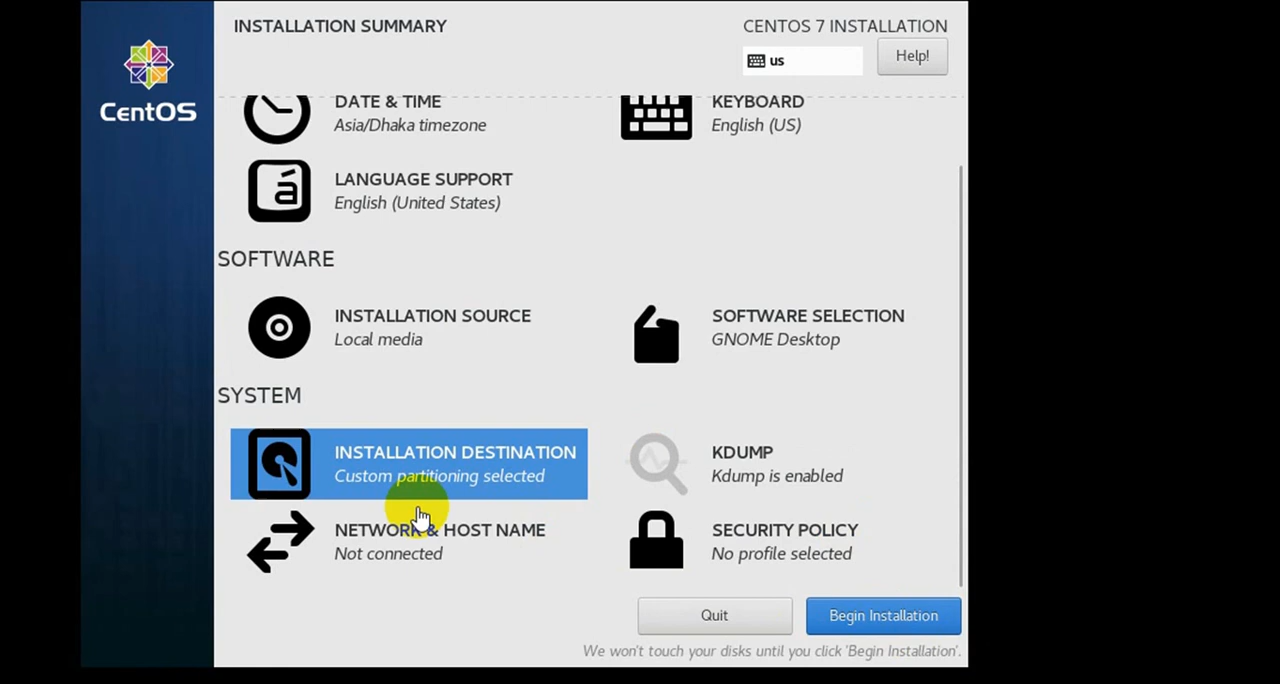 INSTALLATION SUMMARY
CENTOS 7 INSTALLATION
us
Help!
CentOS
DATE & TIME
Asia/Dhaka timezone
KEYBOARD
English (US)
á
LANGUAGE SUPPORT
English (United States)
SOFTWARE
INSTALLATION SOURCE
Local media
SOFTWARE SELECTION
GNOME Desktop
SYSTEM
INSTALLATION DESTINATION
Custom partitioning selected
KDUMP
Kdump is enabled
NETWORK & HOST NAME
Not connected
SECURITY POLICY
No profile selected
Quit
Begin Installation
We won't touch your disks until you click 'Begin Installation'.